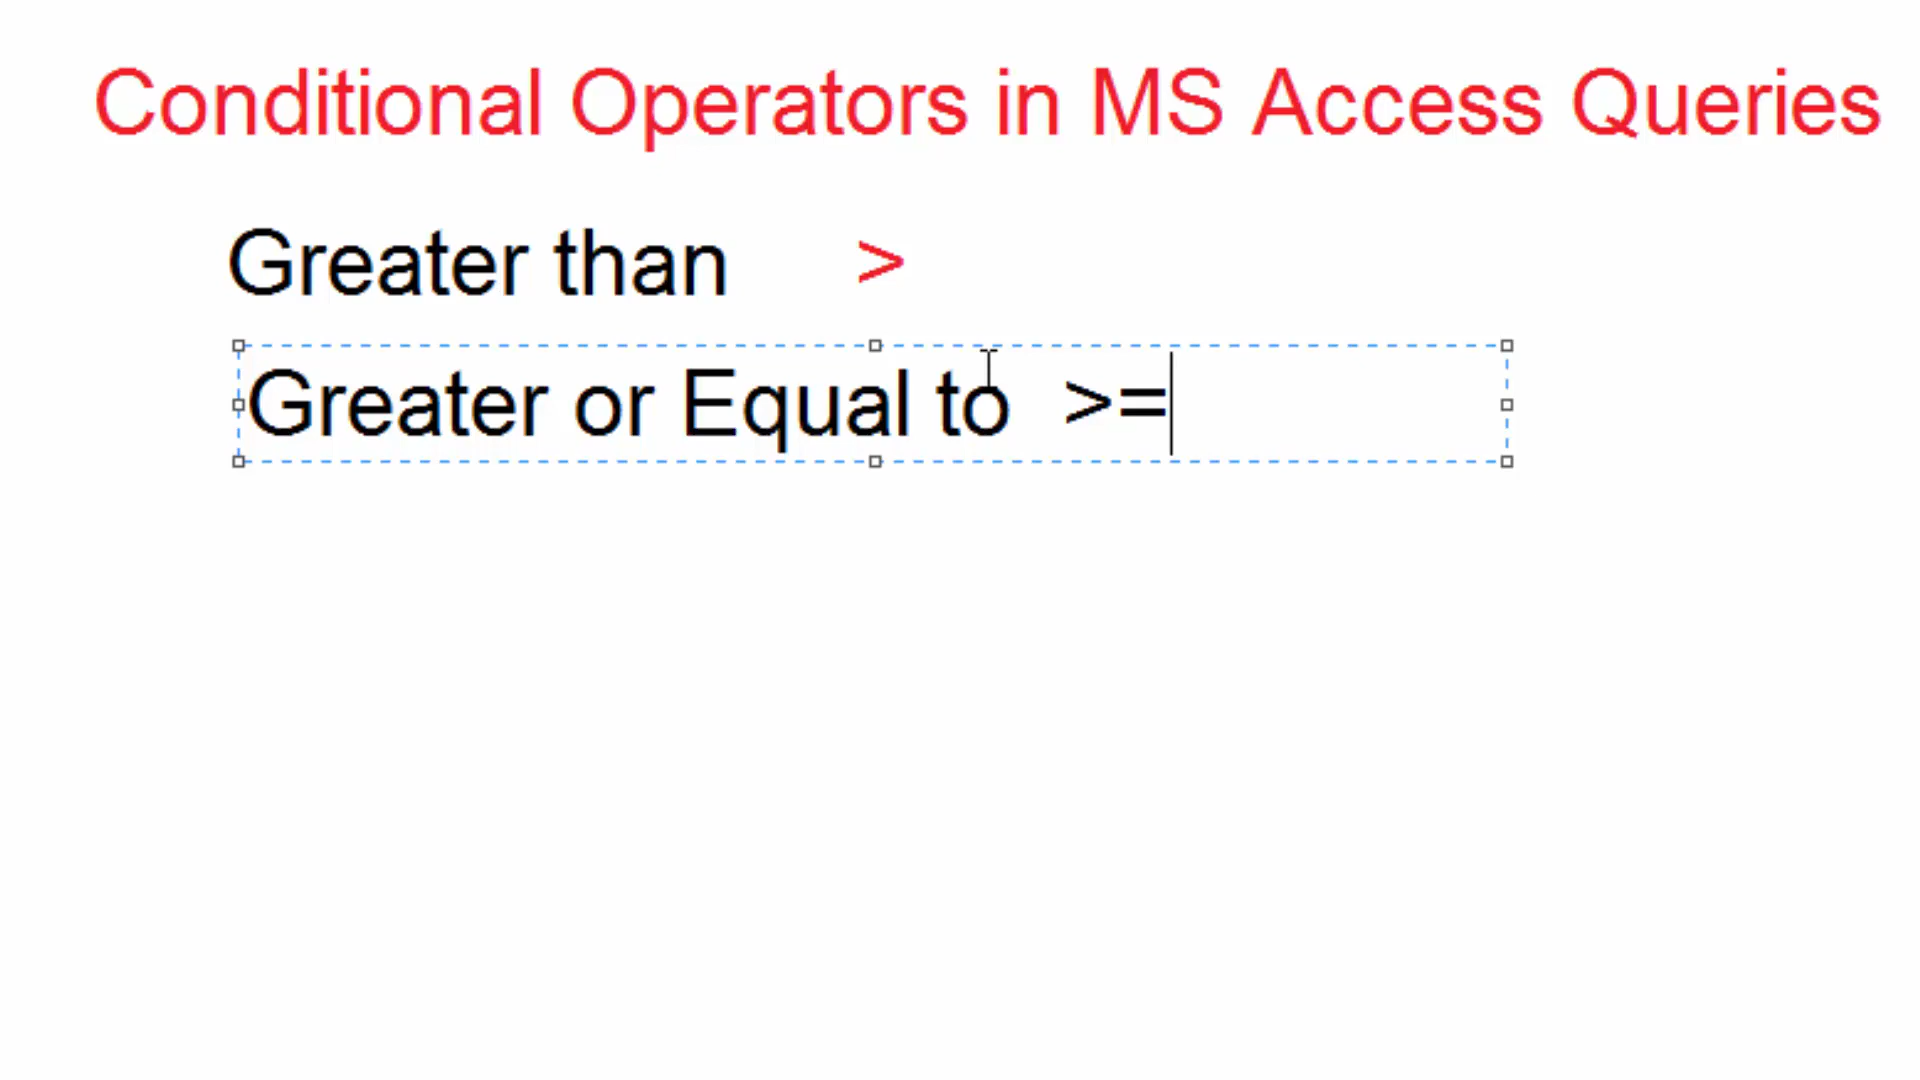 Conditional Operators in MS Access Queries
Greater than >
Greater or Equal to >=